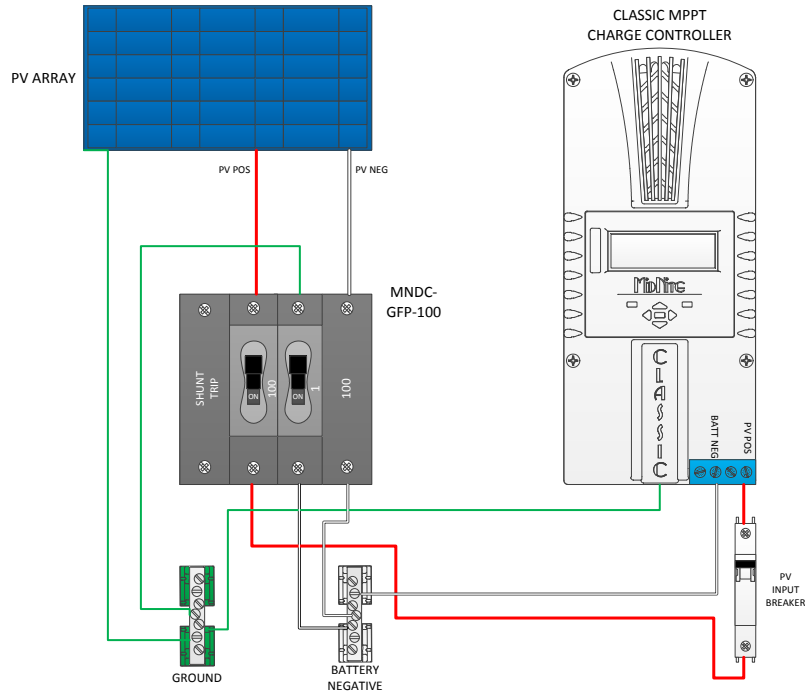 CLASSIC MPPT
CHARGE CONTROLLER
PV ARRAY
PV POS
PV NEG
MNDC-
GFP-100
MidNite
SHUNT
TRIP
100
1
100
ON
ON
CLASSIC
BATT NEG
PV POS
PV
INPUT
BREAKER
GROUND
BATTERY
NEGATIVE